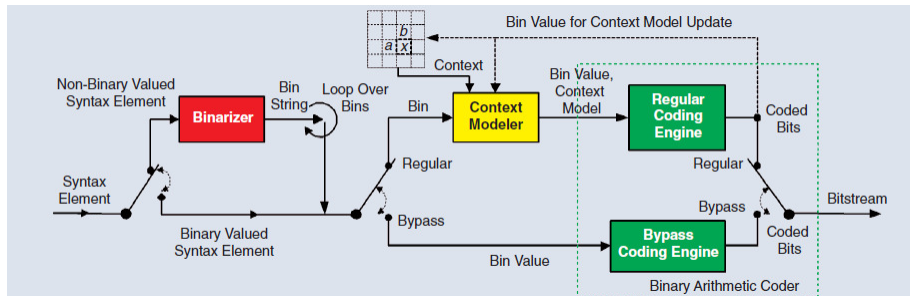 Bin Value for Context Model Update
b
a x
Context
Non-Binary Valued
Syntax Element
Binarizer
Bin
String
Loop Over
Bins
Bin
Context
Modeler
Bin Value,
Context
Model
Regular
Coding
Engine
Coded
Bits
Regular
Regular
Syntax
Element
Binary Valued
Syntax Element
Bypass
Bin Value
Bypass
Bypass
Coding Engine
Coded
Bits
Bitstream
Binary Arithmetic Coder